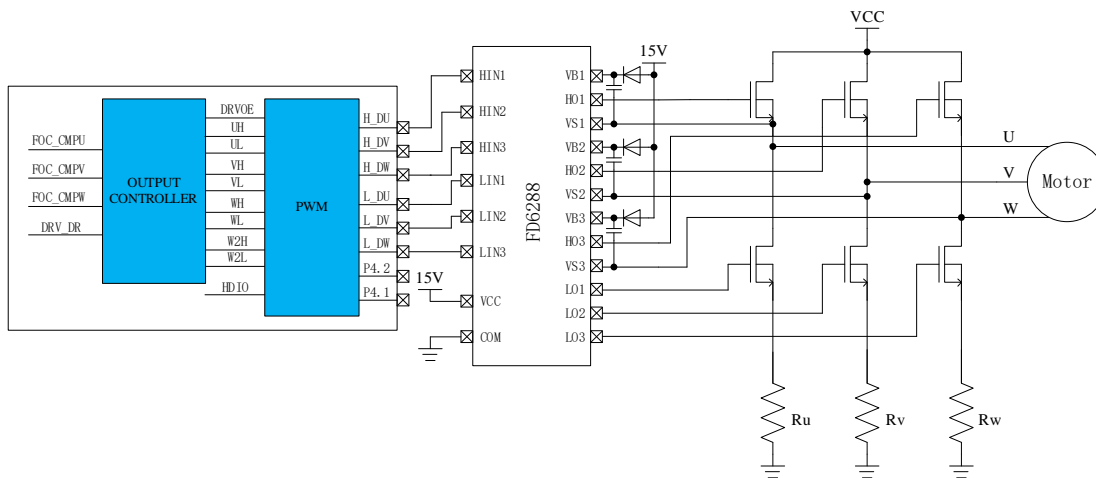 FOC_CMPU
FOC_CMPV
FOC_CMPW
DRV_DR
OUTPUT
CONTROLLER
DRVOE
UH
UL
VH
VL
WH
WL
W2H
W2L
HDIO
PWM
H_DU
H_DV
H_DW
L_DU
L_DV
L_DW
P4.2
P4.1
15V
HIN1
HIN2
HIN3
LIN1
LIN2
LIN3
VCC
COM
FD6288
VB1
HO1
VS1
VB2
HO2
VS2
VB3
HO3
VS3
LO1
LO2
LO3
15V
VCC
U
V
W
Motor
Ru
Rv
Rw